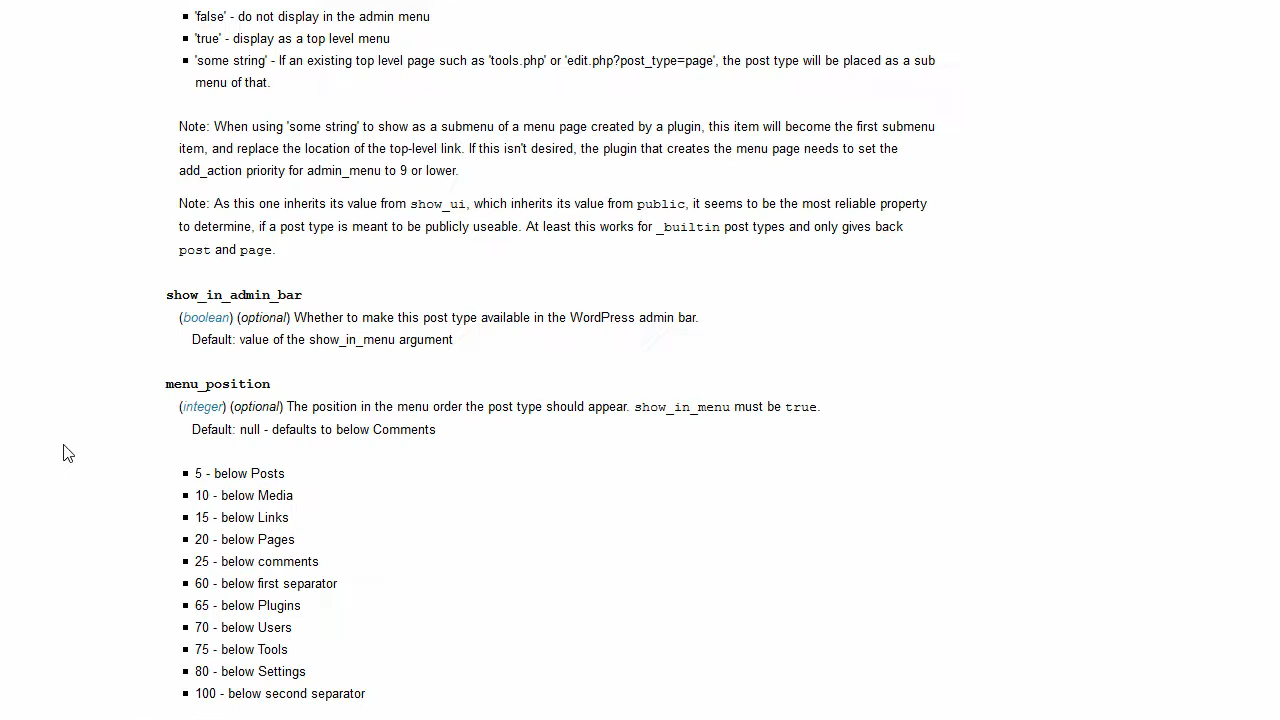 'false' - do not display in the admin menu
'true' - display as a top level menu
'some string' - If an existing top level page such as 'tools.php' or 'edit.php?post_type=page', the post type will be placed as a sub
menu of that.
Note: When using 'some string' to show as a submenu of a menu page created by a plugin, this item will become the first submenu
item, and replace the location of the top-level link. If this isn't desired, the plugin that creates the menu page needs to set the
add_action priority for admin_menu to 9 or lower.
Note: As this one inherits its value from show_ui, which inherits its value from public, it seems to be the most reliable property
to determine, if a post type is meant to be publicly useable. At least this works for _builtin post types and only gives back
post and page.
show_in_admin_bar
(boolean) (optional) Whether to make this post type available in the WordPress admin bar.
Default: value of the show_in_menu argument
menu_position
(integer) (optional) The position in the menu order the post type should appear. show_in_menu must be true.
Default: null - defaults to below Comments
5 - below Posts
10 - below Media
15 - below Links
20 - below Pages
25 - below comments
60 - below first separator
65 - below Plugins
70 - below Users
75 - below Tools
80 - below Settings
100 - below second separator